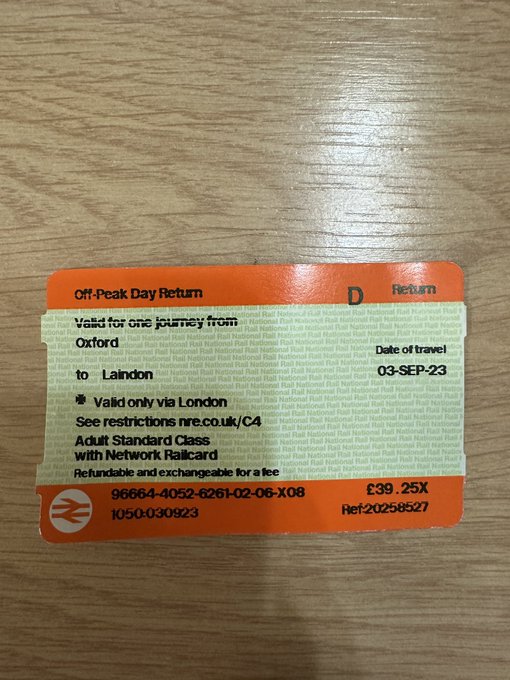 Off-Peak Day Return D Return
Valid for one journey from
Oxford
Date of travel
to Laindon 03-SEP-23
* Valid only via London
See restrictions nre.co.uk/C4
Adult Standard Class
with Network Railcard
Refundable and exchangeable for a fee
96664-4052-6261-02-06-X08 £39.25X
1050:030923 Ref:20258527